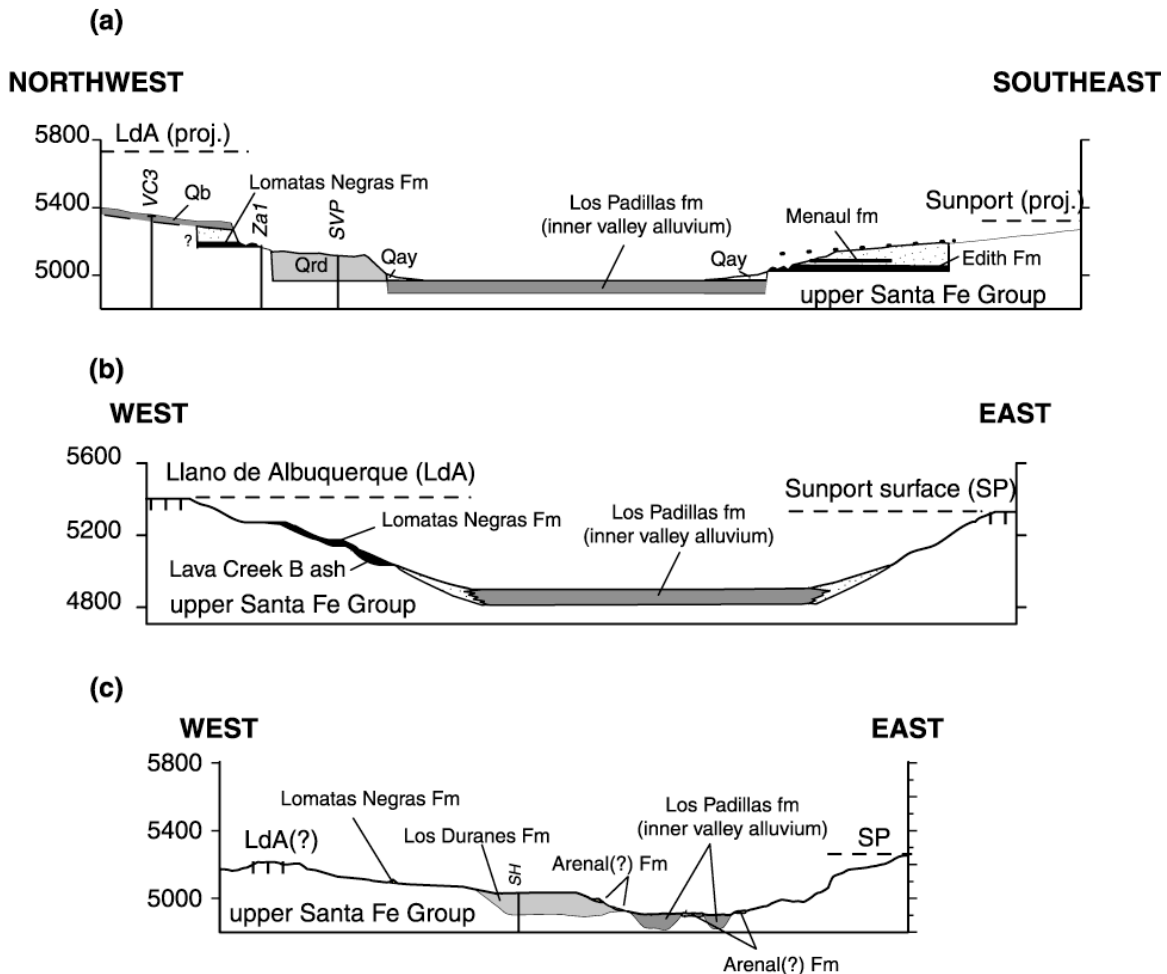 (a)
NORTHWEST
SOUTHEAST
5800
LdA (proj.)
VC3
Qb
Lomatas Negras Fm
Za1
SVP
Los Padillas fm
(inner valley alluvium)
Menaul fm
Sunport (proj.)
5400
?
Qrd
Qay
Qay
Edith Fm
5000
upper Santa Fe Group
(b)
WEST
EAST
5600
Llano de Albuquerque (LdA)
Sunport surface (SP)
Lomatas Negras Fm
Los Padillas fm
(inner valley alluvium)
5200
Lava Creek B ash
upper Santa Fe Group
4800
(c)
WEST
EAST
5800
Lomatas Negras Fm
Los Padillas fm
(inner valley alluvium)
5400
LdA(?)
Los Duranes Fm
SH
Arenal(?) Fm
SP
5000
upper Santa Fe Group
Arenal(?) Fm